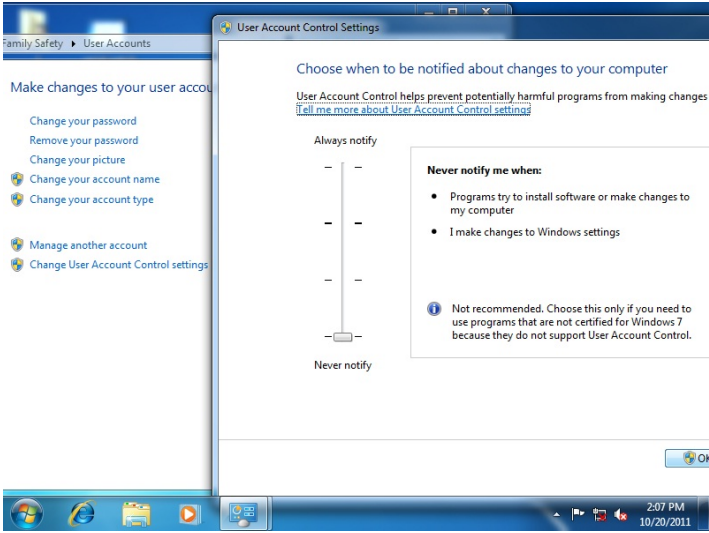 User Account Control Settings
Family Safety ▸ User Accounts
Make changes to your user accou
Change your password
Remove your password
Change your picture
Change your account name
Change your account type
Manage another account
Change User Account Control settings
Choose when to be notified about changes to your computer
User Account Control helps prevent potentially harmful programs from making changes
Tell me more about User Account Control settings
Always notify
Never notify me when:
• Programs try to install software or make changes to
my computer
• I make changes to Windows settings
Not recommended. Choose this only if you need to
use programs that are not certified for Windows 7
because they do not support User Account Control.
Never notify
OK
2:07 PM
10/20/2011